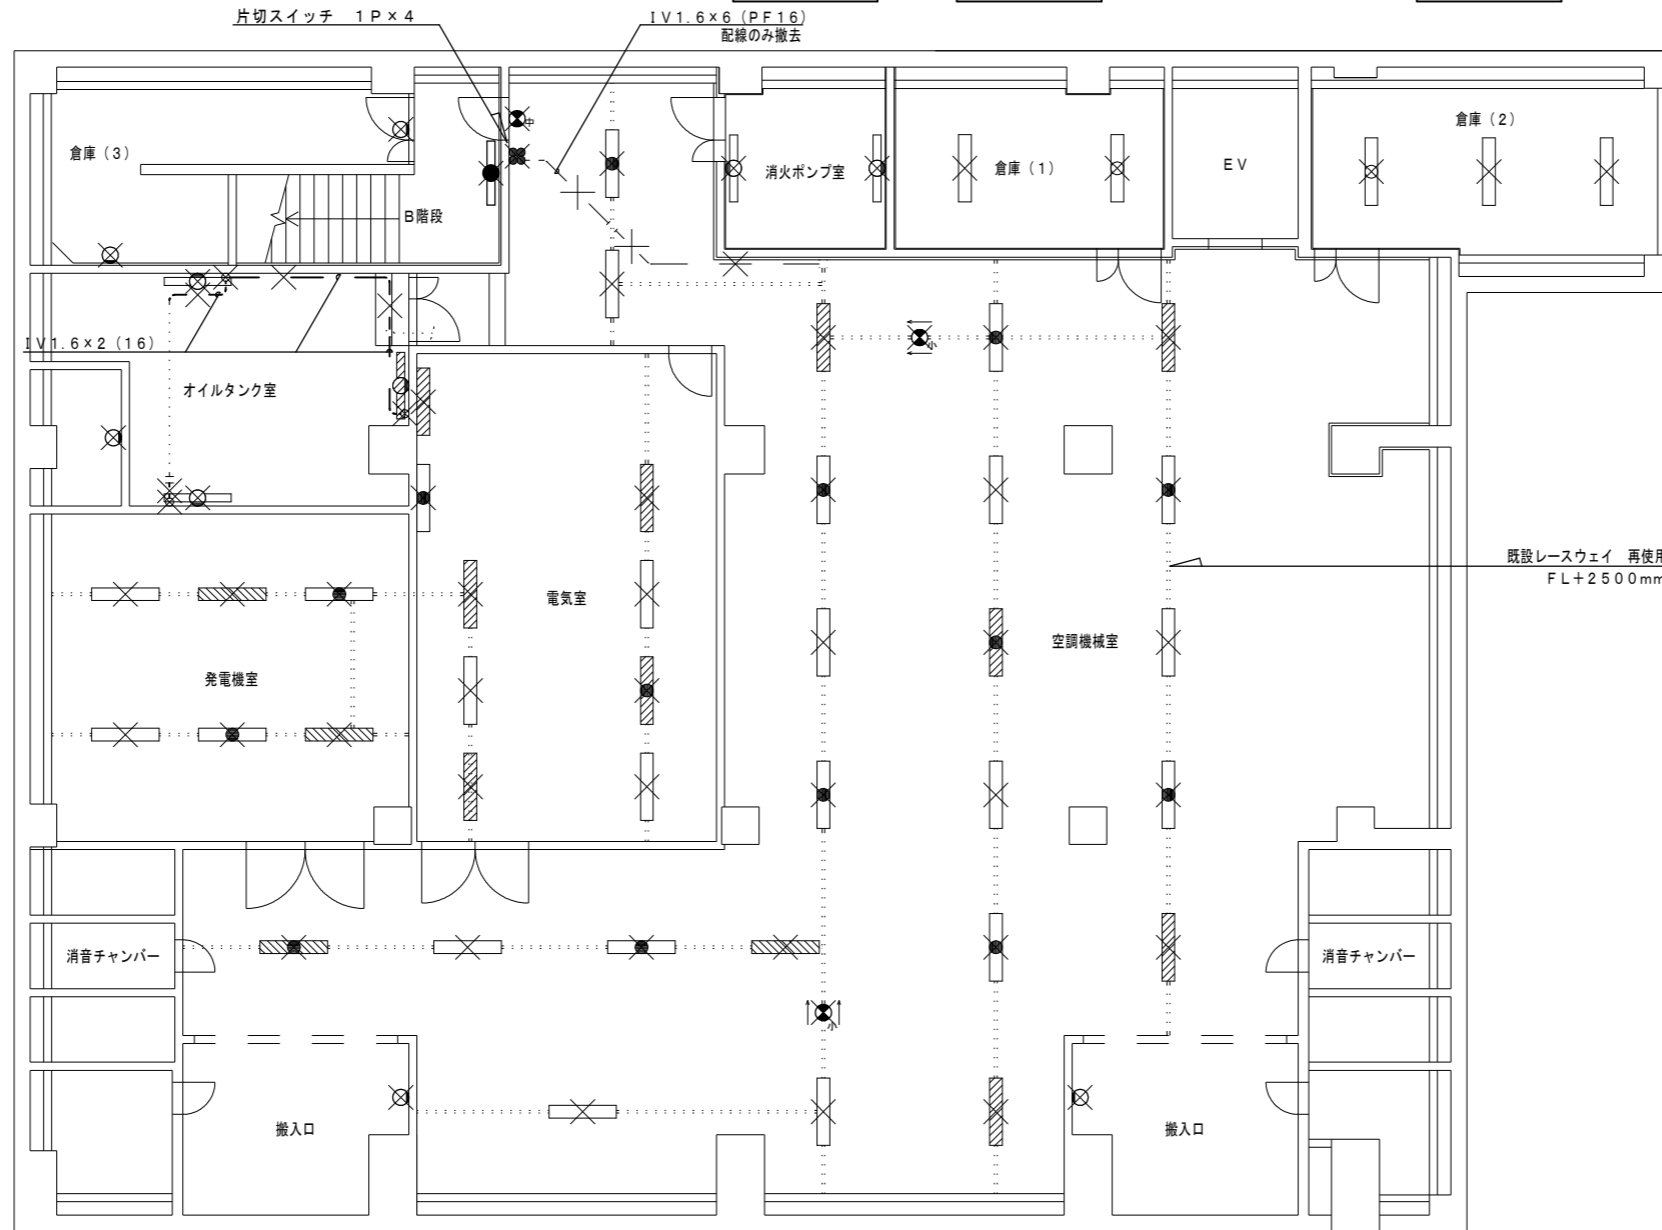 片切スイッチ 1P×4
IV1.6×6(PF16)
配線のみ撤去
倉庫(3)
中
消火ポンプ室
倉庫(1)
EV
倉庫(2)
B階段
IV1.6×2(16)
小
オイルタンク室
既設レースウェイ 再使用
FL+2500mm
電気室
空調機械室
発電機室
消音チャンバー
消音チャンバー
小
搬入口
搬入口